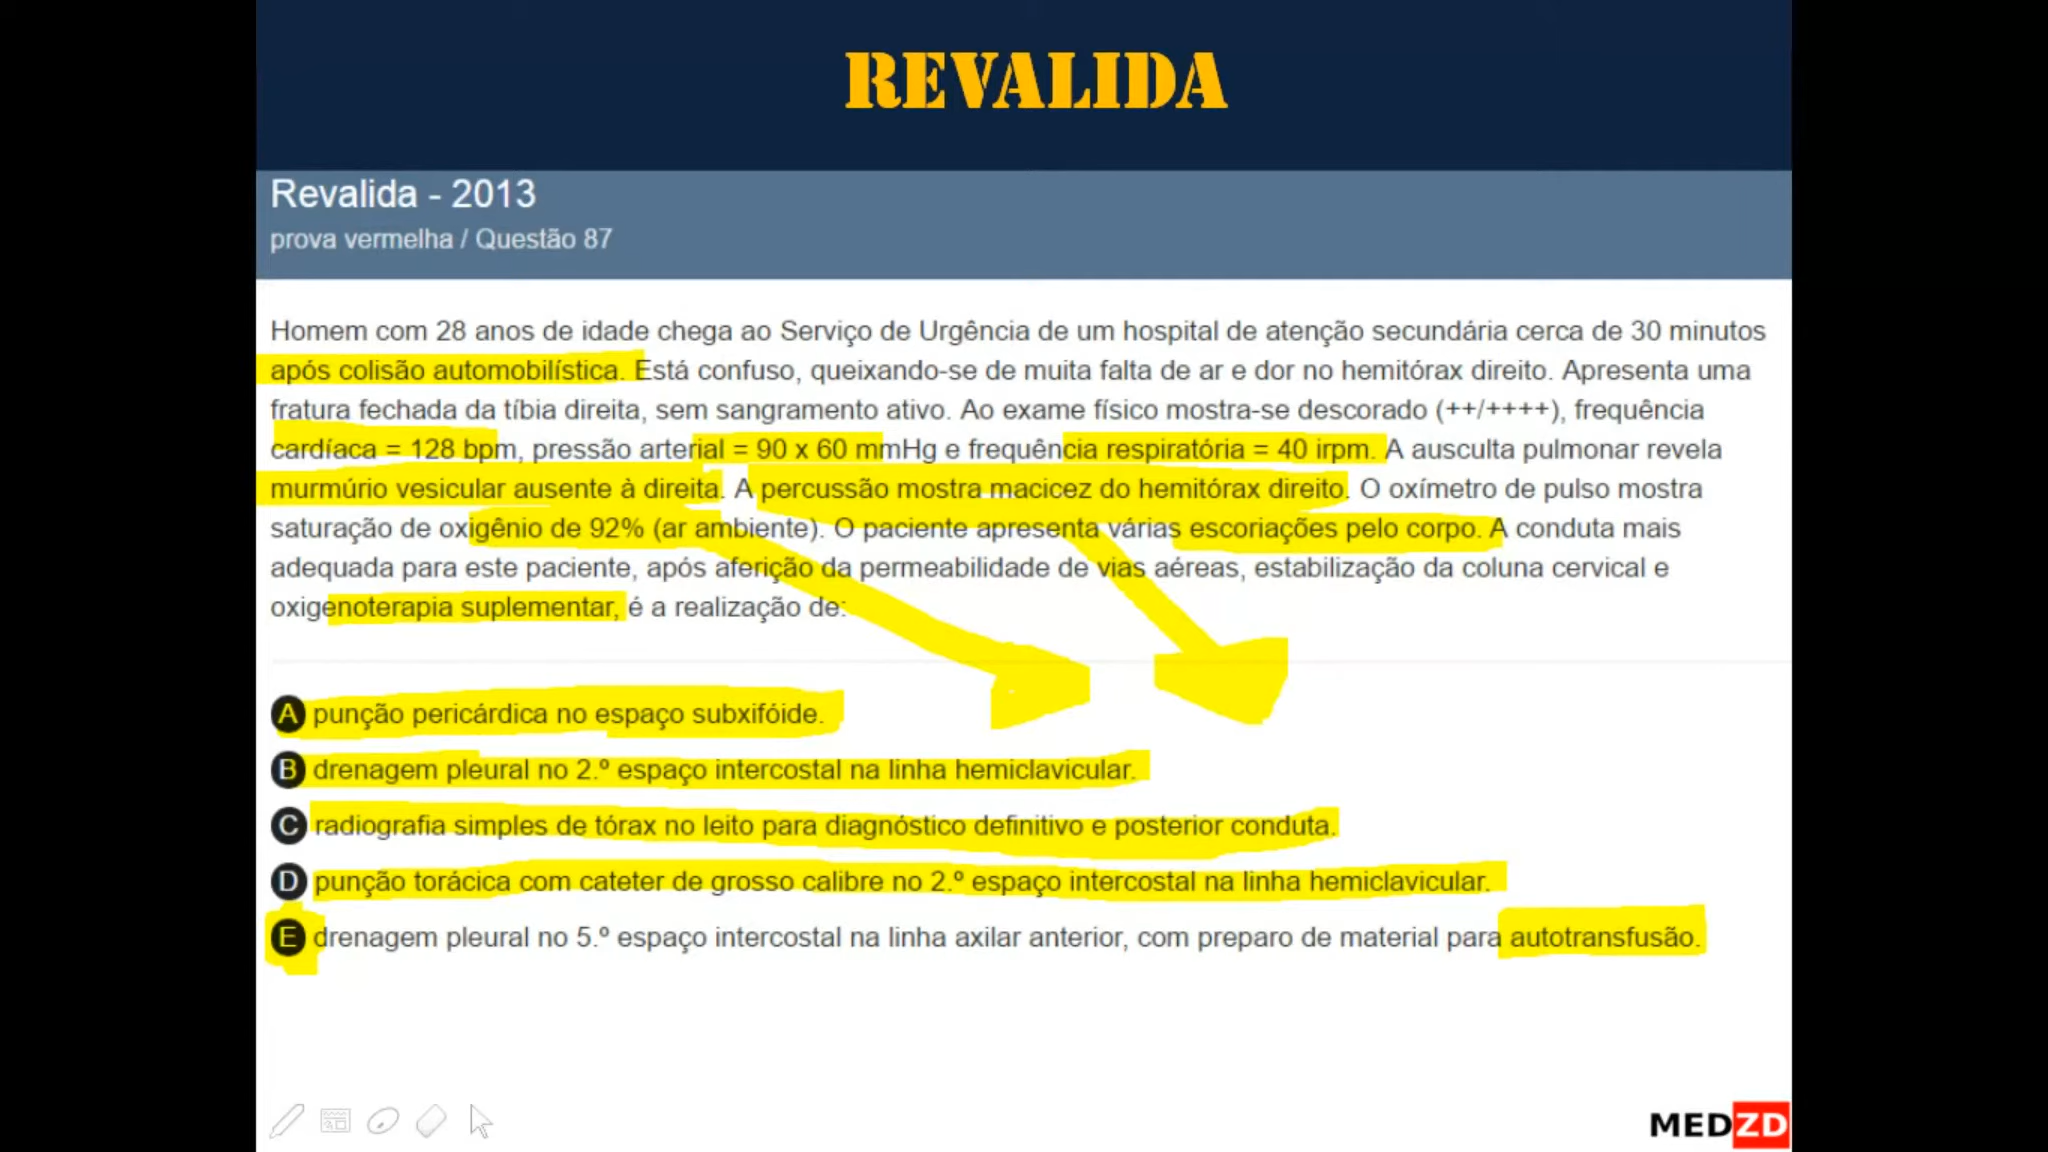 REVALIDA
Revalida - 2013
prova vermelha / Questão 87
Homem com 28 anos de idade chega ao Serviço de Urgência de um hospital de atenção secundária cerca de 30 minutos
após colisão automobilística. Está confuso, queixando-se de muita falta de ar e dor no hemitórax direito. Apresenta uma
fratura fechada da tíbia direita, sem sangramento ativo. Ao exame físico mostra-se descorado (++/++++), frequência
cardíaca = 128 bpm, pressão arterial = 90 x 60 mmHg e frequência respiratória = 40 irpm. A ausculta pulmonar revela
murmúrio vesicular ausente à direita. A percussão mostra macicez do hemitórax direito. O oxímetro de pulso mostra
saturação de oxigênio de 92% (ar ambiente). O paciente apresenta várias escoriações pelo corpo. A conduta mais
adequada para este paciente, após aferição da permeabilidade de vias aéreas, estabilização da coluna cervical e
oxigenoterapia suplementar, é a realização de:
A punção pericárdica no espaço subxifóide.
B drenagem pleural no 2.º espaço intercostal na linha hemiclavicular.
C radiografia simples de tórax no leito para diagnóstico definitivo e posterior conduta.
D punção torácica com cateter de grosso calibre no 2.º espaço intercostal na linha hemiclavicular.
E drenagem pleural no 5.º espaço intercostal na linha axilar anterior, com preparo de material para autotransfusão.
MEDZD